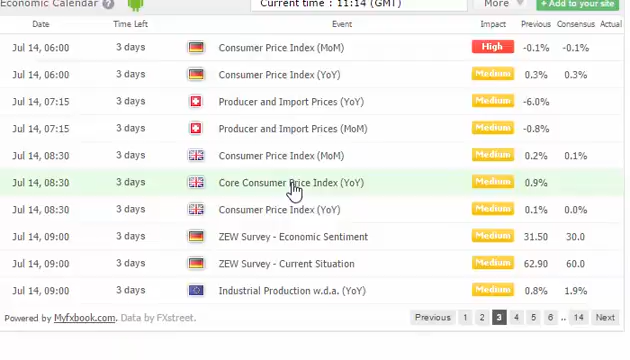 Economic Calendar ? Current time : 11:14 (GMT) More + Add to your site
Date Time Left Event Impact Previous Consensus Actual
Jul 14, 06:00 3 days Consumer Price Index (MoM) High -0.1% -0.1%
Jul 14, 06:00 3 days Consumer Price Index (YoY) Medium 0.3% 0.3%
Jul 14, 07:15 3 days Producer and Import Prices (YoY) Medium -6.0%
Jul 14, 07:15 3 days Producer and Import Prices (MoM) Medium -0.8%
Jul 14, 08:30 3 days Consumer Price Index (MoM) Medium 0.2% 0.1%
Jul 14, 08:30 3 days Core Consumer Price Index (YoY) Medium 0.9%
Jul 14, 08:30 3 days Consumer Price Index (YoY) Medium 0.1% 0.0%
Jul 14, 09:00 3 days ZEW Survey - Economic Sentiment Medium 31.50 30.0
Jul 14, 09:00 3 days ZEW Survey - Current Situation Medium 62.90 60.0
Jul 14, 09:00 3 days Industrial Production w.d.a. (YoY) Medium 0.8% 1.9%
Powered by Myfxbook.com. Data by FXstreet. Previous 1 2 3 4 5 6 .. 14 Next